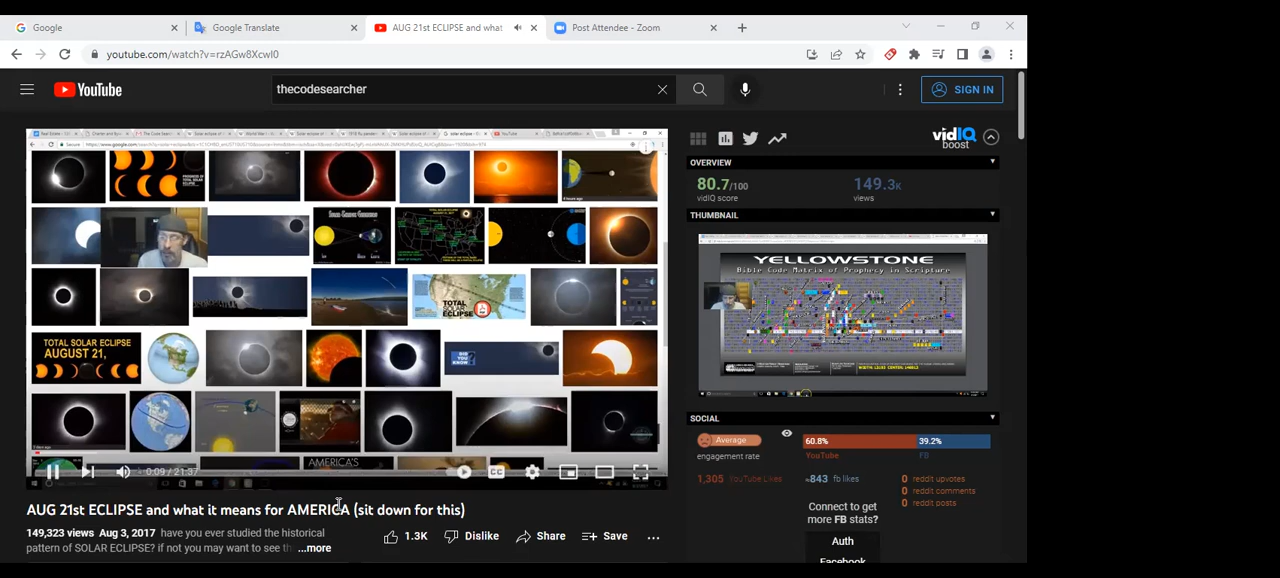 Google
Google Translate
AUG 21st ECLIPSE and what
Post Attendee - Zoom
youtube.com/watch?v=rzAGw8XcwI0
YouTube
thecodesearcher
SIGN IN
vidIQ
boost
OVERVIEW
80.7/100
vidIQ score
149.3K
views
THUMBNAIL
YELLOWSTONE
Bible Code Matrix of Prophecy in Scripture
TOTAL
SOLAR
ECLIPSE
TOTAL SOLAR ECLIPSE
AUGUST 21,
DID YOU KNOW
AMERICA'S
0:09 / 21:37
CC
AUG 21st ECLIPSE and what it means for AMERICA (sit down for this)
149,323 views Aug 3, 2017 have you ever studied the historical
pattern of SOLAR ECLIPSE? if not you may want to see th ...more
1.3K
Dislike
Share
Save
SOCIAL
Average
engagement rate
60.8%
YouTube
39.2%
FB
1,305 YouTube Likes
843 fb likes
0 reddit upvotes
0 reddit comments
0 reddit posts
Connect to
get more FB stats?
Auth
Facebook